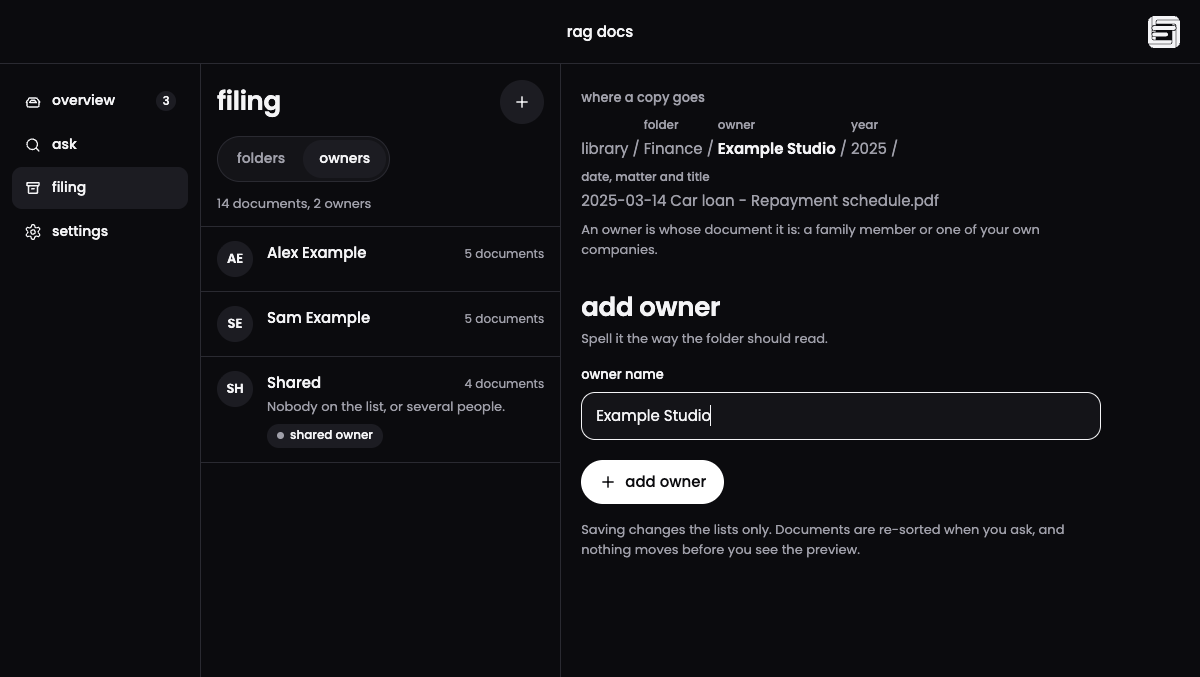 rag docs
overview 3
ask
filing
settings
filing
folders owners
14 documents, 2 owners
AE Alex Example 5 documents
SE Sam Example 5 documents
SH Shared 4 documents
Nobody on the list, or several people.
shared owner
where a copy goes
folder owner year
library / Finance / Example Studio / 2025 /
date, matter and title
2025-03-14 Car loan - Repayment schedule.pdf
An owner is whose document it is: a family member or one of your own
companies.
add owner
Spell it the way the folder should read.
owner name
Example Studio
+ add owner
Saving changes the lists only. Documents are re-sorted when you ask, and
nothing moves before you see the preview.